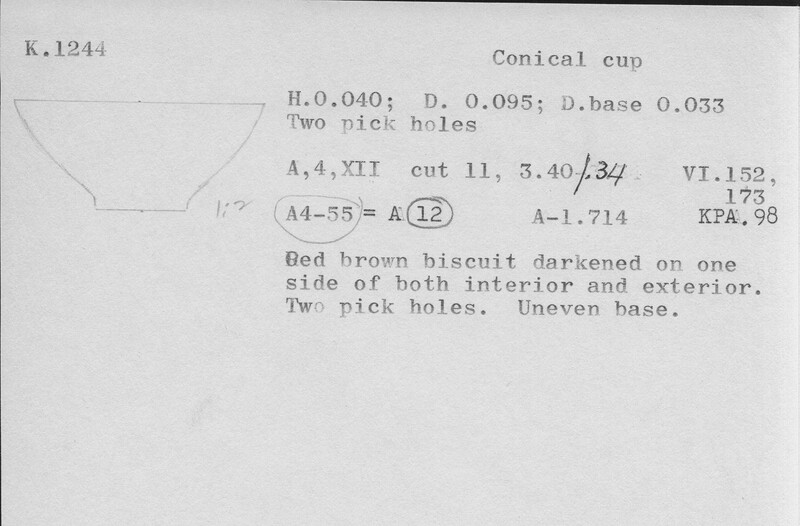 K.1244
Conical cup
H.0.040; D. 0.095; D.base 0.033
Two pick holes
A,4,XII cut 11, 3.40/.34 VI.152,
173
1:2
A4-55 = A 12 A-1.714 KPA.98
Red brown biscuit darkened on one
side of both interior and exterior.
Two pick holes. Uneven base.